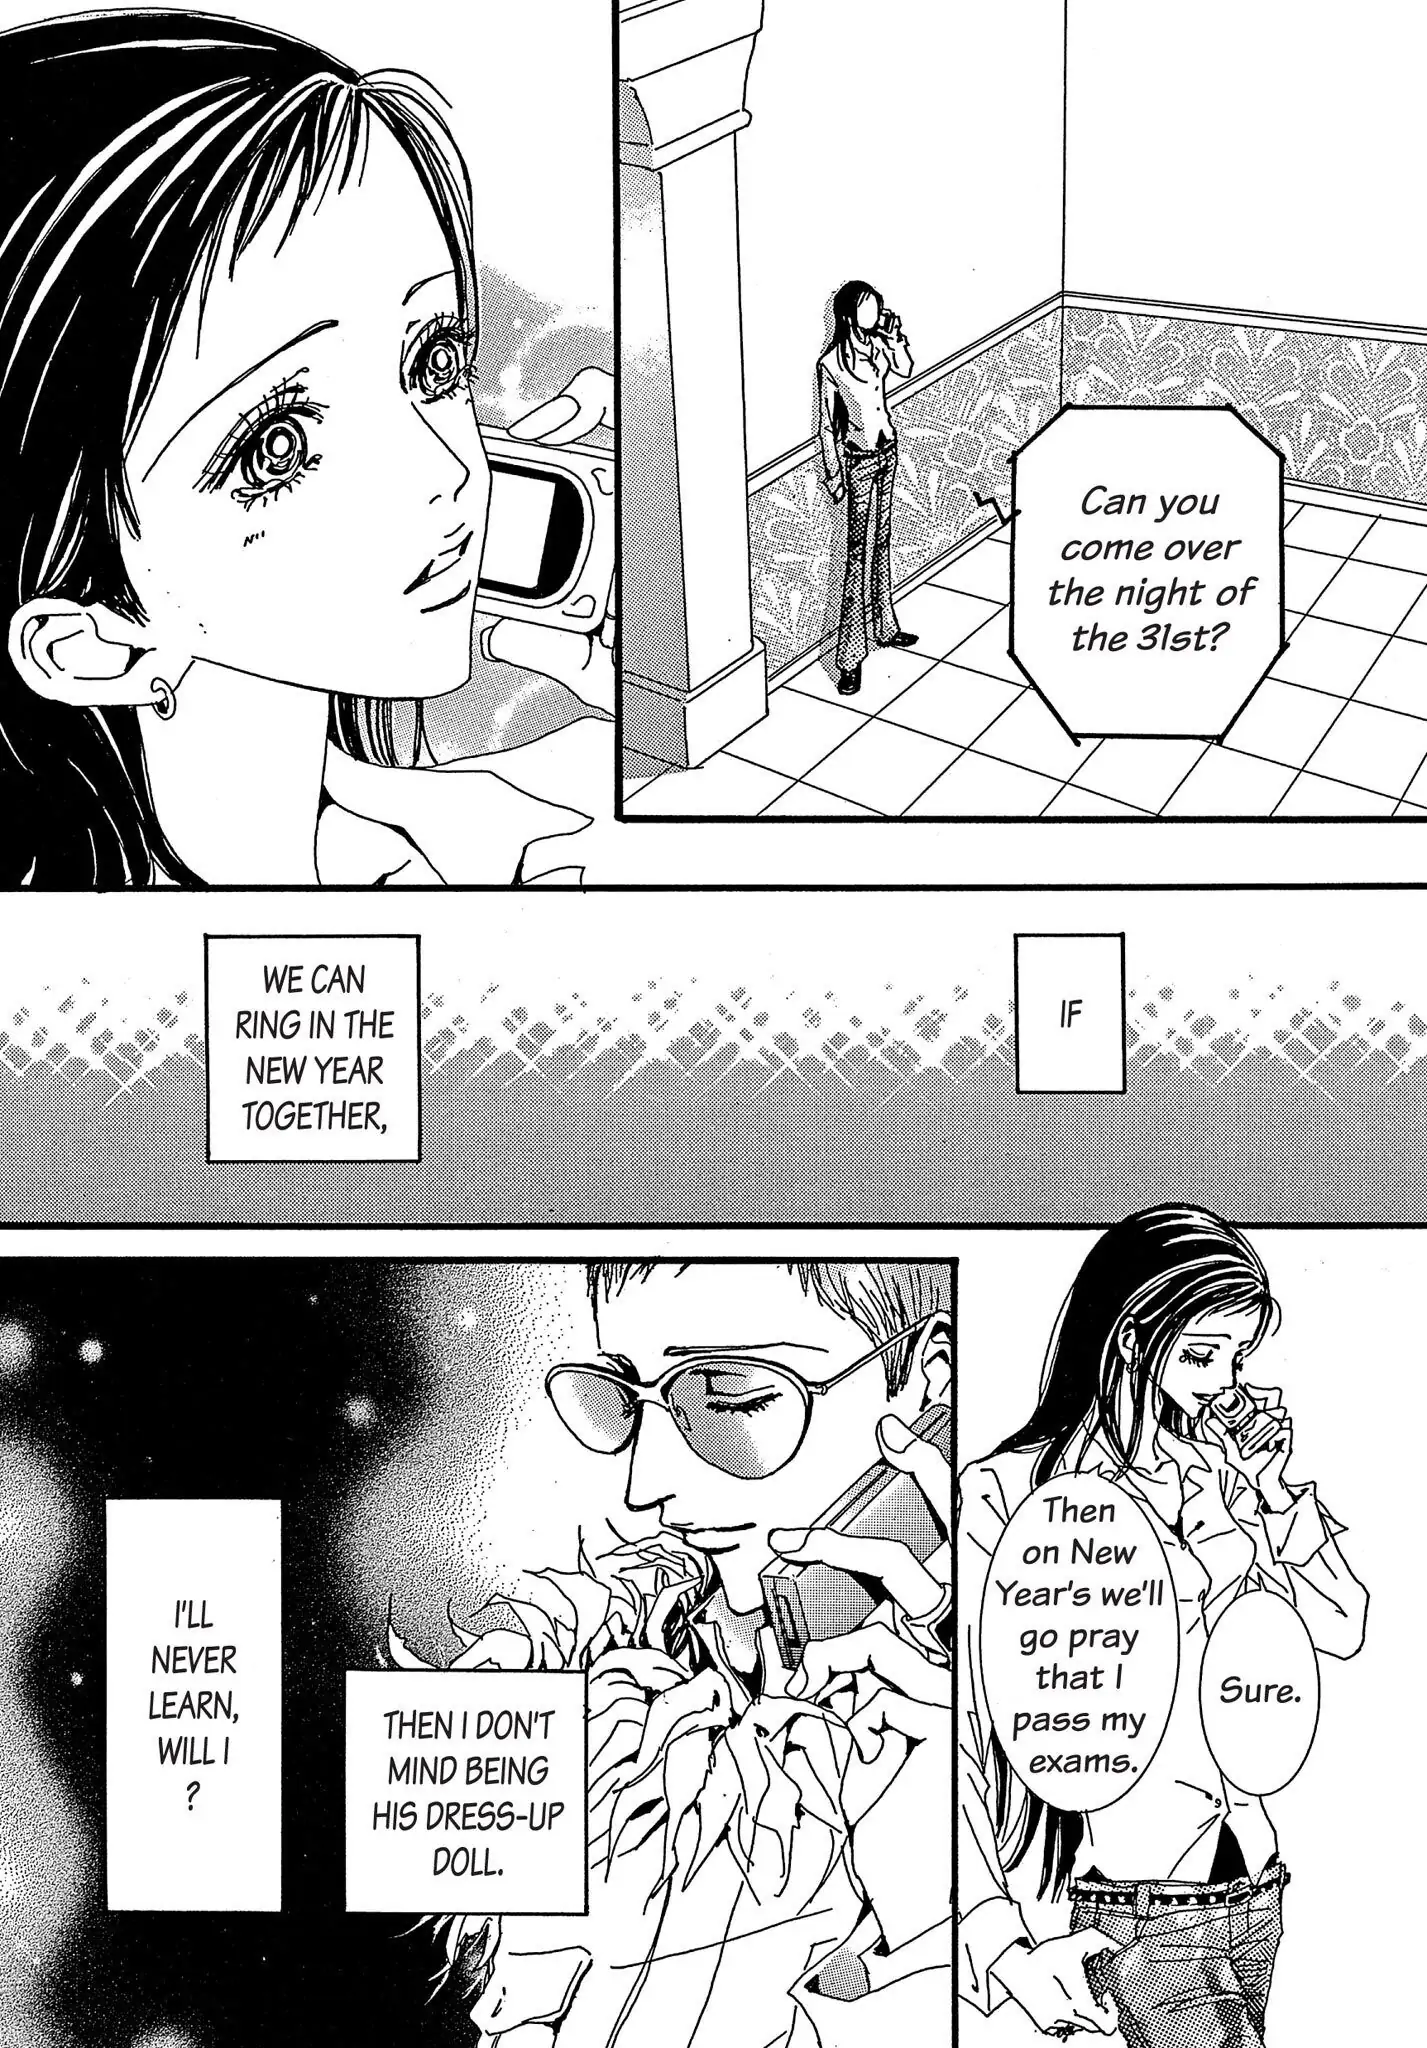 Can you
come over
the night of
the 31st?
IF
WE CAN
RING IN THE
NEW YEAR
TOGETHER,
Sure.
Then
on New
Year's we'll
go pray
that I
pass my
exams.
THEN I DON'T
MIND BEING
HIS DRESS-UP
DOLL.
I'LL
NEVER
LEARN,
WILL I
?